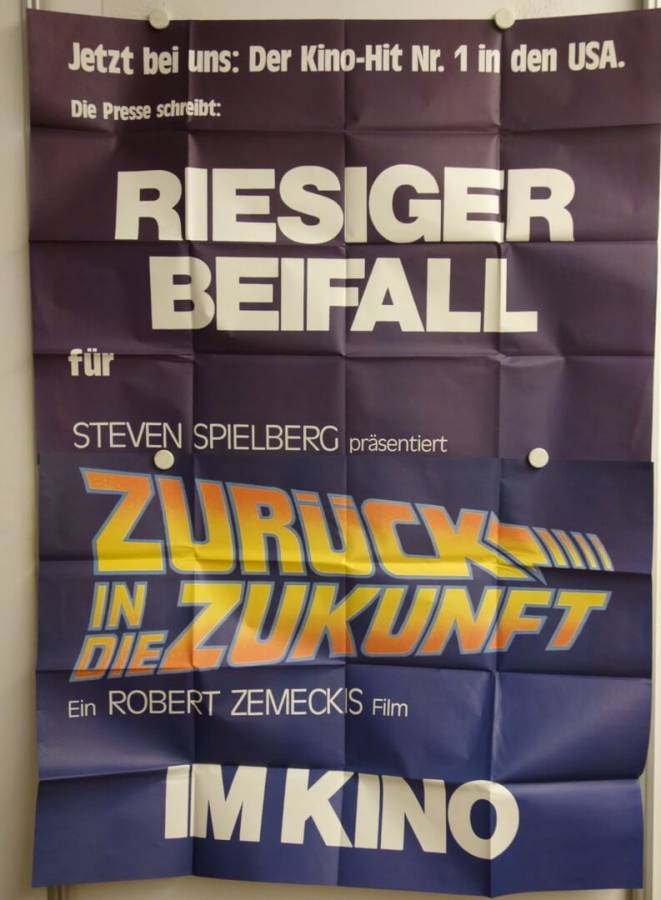 Jetzt bei uns: Der Kino-Hit Nr. 1 in den USA.
Die Presse schreibt:
RIESIGER
BEIFALL
für
STEVEN SPIELBERG präsentiert
ZURÜCK
IN DIE ZUKUNFT
Ein ROBERT ZEMECKIS Film
IM KINO